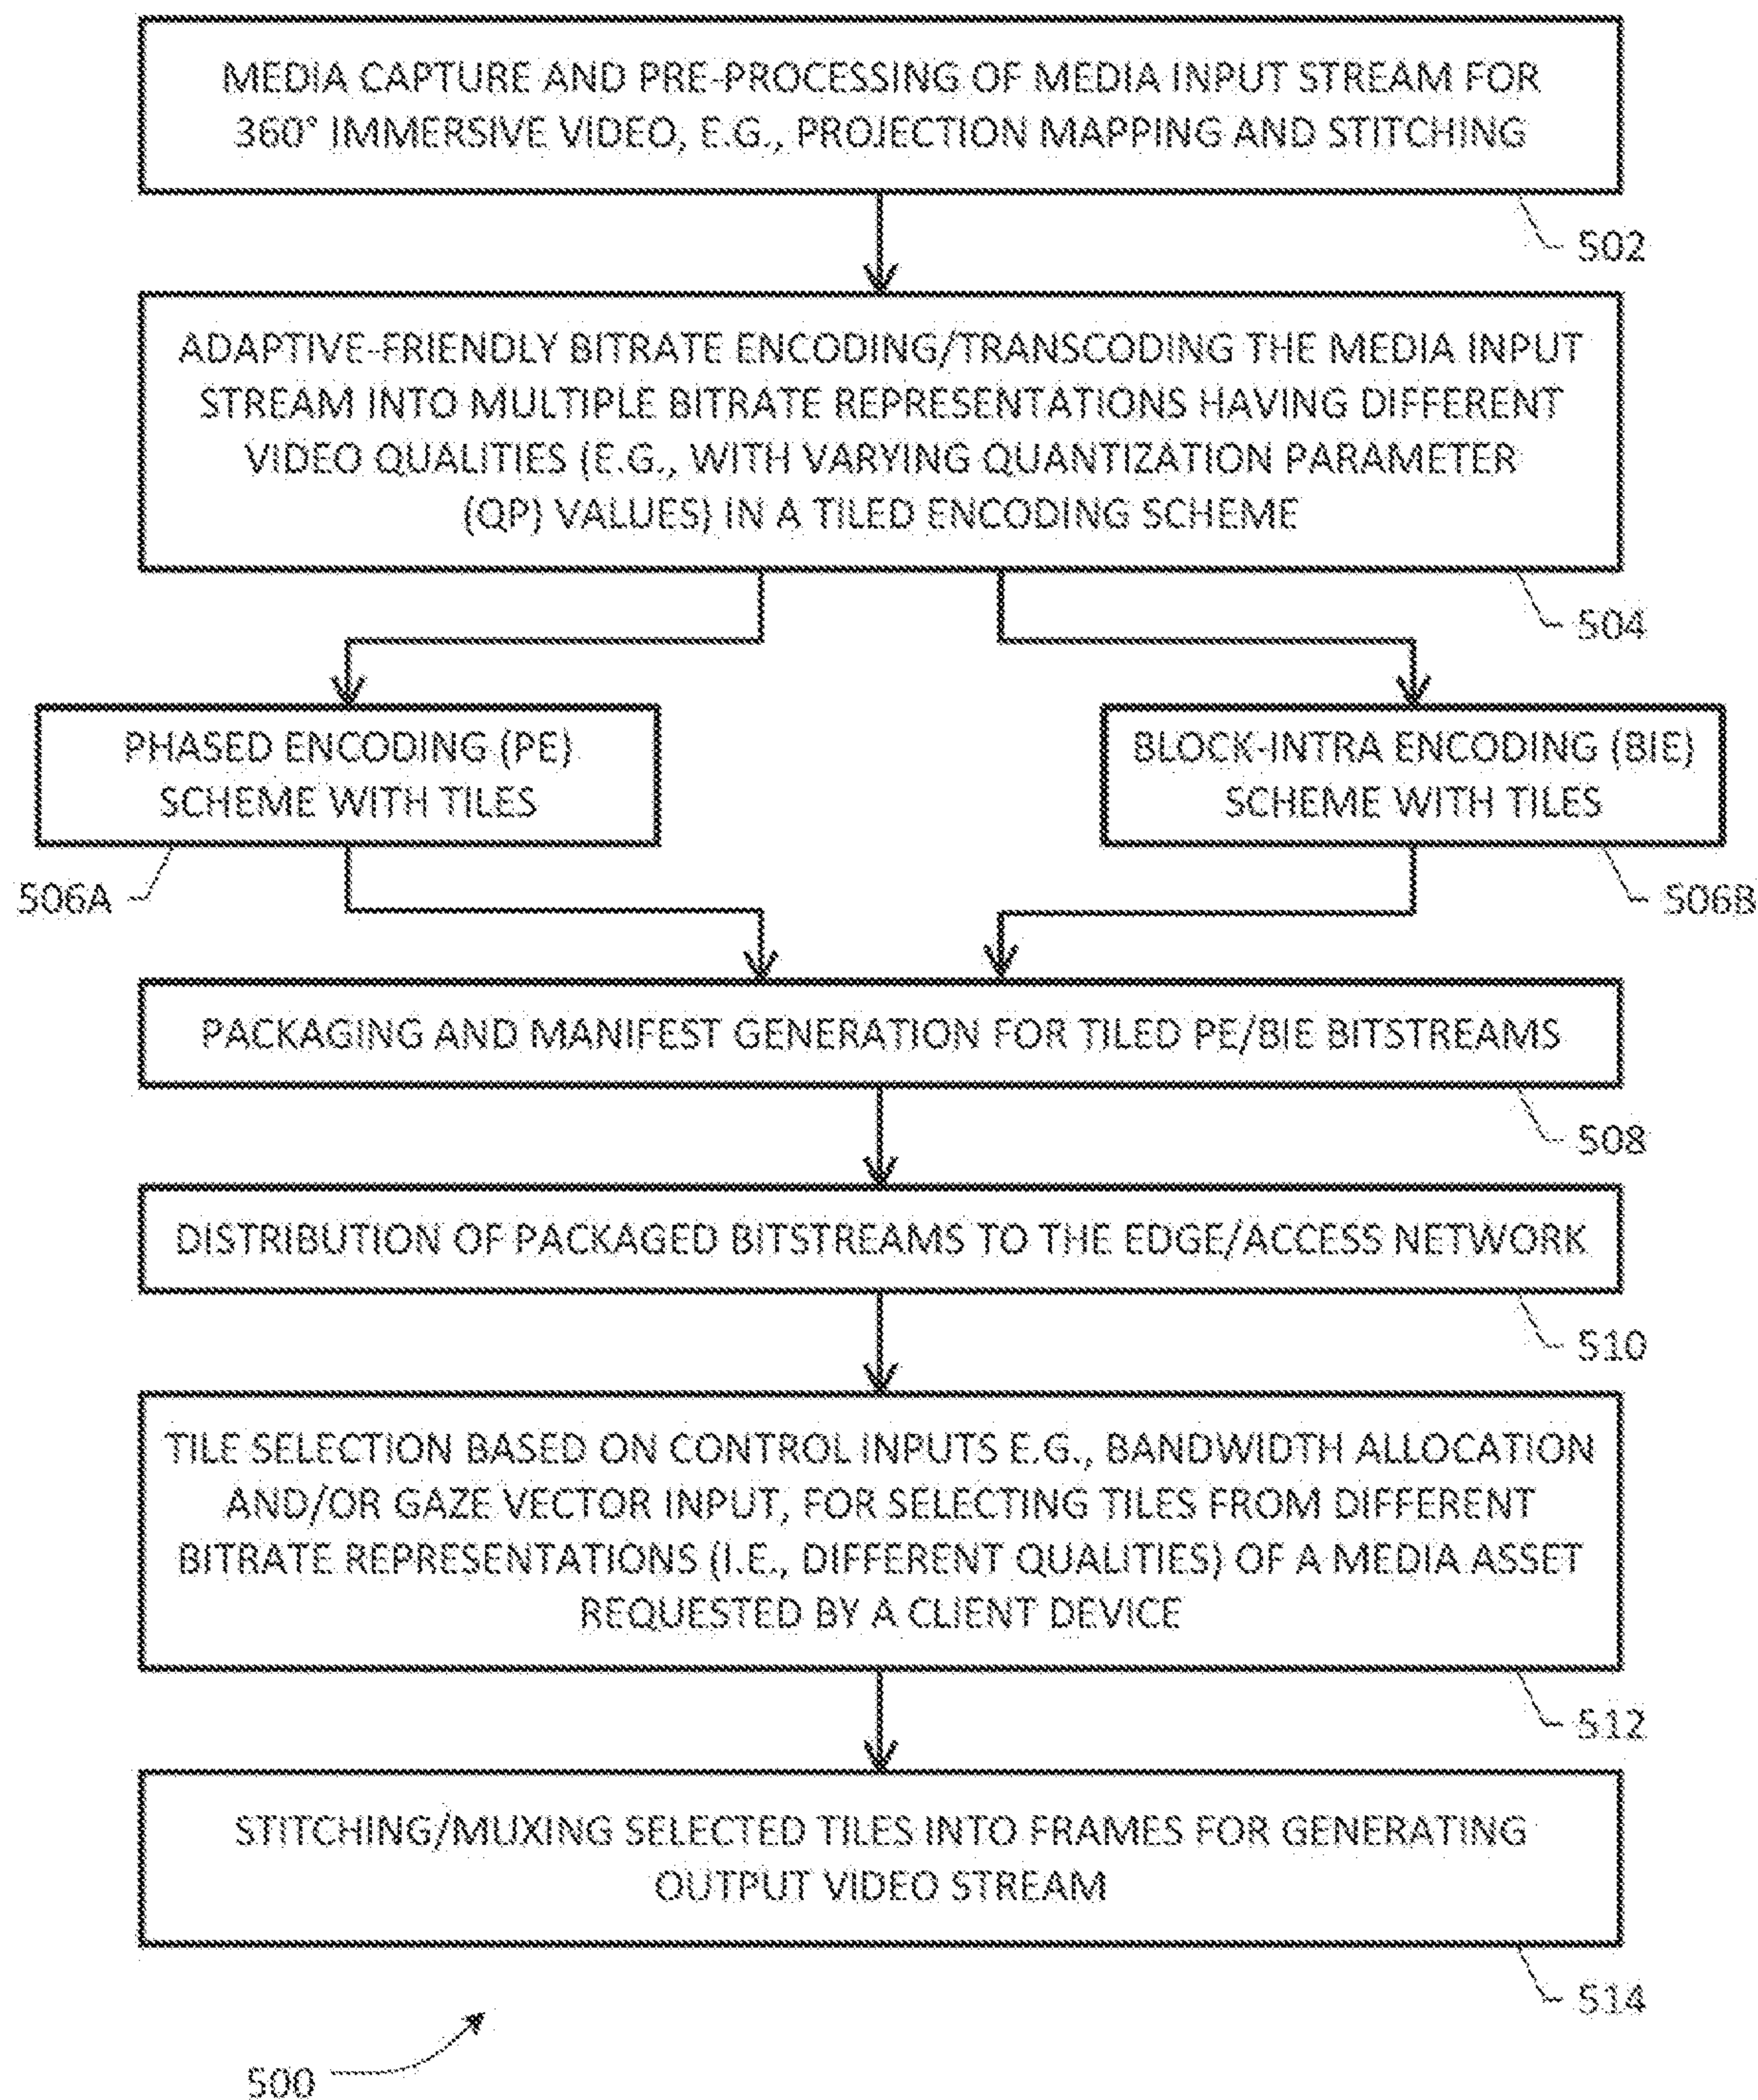 MEDIA CAPTURE AND PRE-PROCESSING OF MEDIA INPUT STREAM FOR
360° IMMERSIVE VIDEO, E.G., PROJECTION MAPPING AND STITCHING
502
ADAPTIVE-FRIENDLY BITRATE ENCODING/TRANSCODING THE MEDIA INPUT
STREAM INTO MULTIPLE BITRATE REPRESENTATIONS HAVING DIFFERENT
VIDEO QUALITIES (E.G., WITH VARYING QUANTIZATION PARAMETER
(QP) VALUES) IN A TILED ENCODING SCHEME
504
PHASED ENCODING (PE)
SCHEME WITH TILES
506A
BLOCK-INTRA ENCODING (BIE)
SCHEME WITH TILES
506B
PACKAGING AND MANIFEST GENERATION FOR TILED PE/BIE BITSTREAMS
508
DISTRIBUTION OF PACKAGED BITSTREAMS TO THE EDGE/ACCESS NETWORK
510
TILE SELECTION BASED ON CONTROL INPUTS E.G., BANDWIDTH ALLOCATION
AND/OR GAZE VECTOR INPUT, FOR SELECTING TILES FROM DIFFERENT
BITRATE REPRESENTATIONS (I.E., DIFFERENT QUALITIES) OF A MEDIA ASSET
REQUESTED BY A CLIENT DEVICE
512
STITCHING/MUXING SELECTED TILES INTO FRAMES FOR GENERATING
OUTPUT VIDEO STREAM
514
500